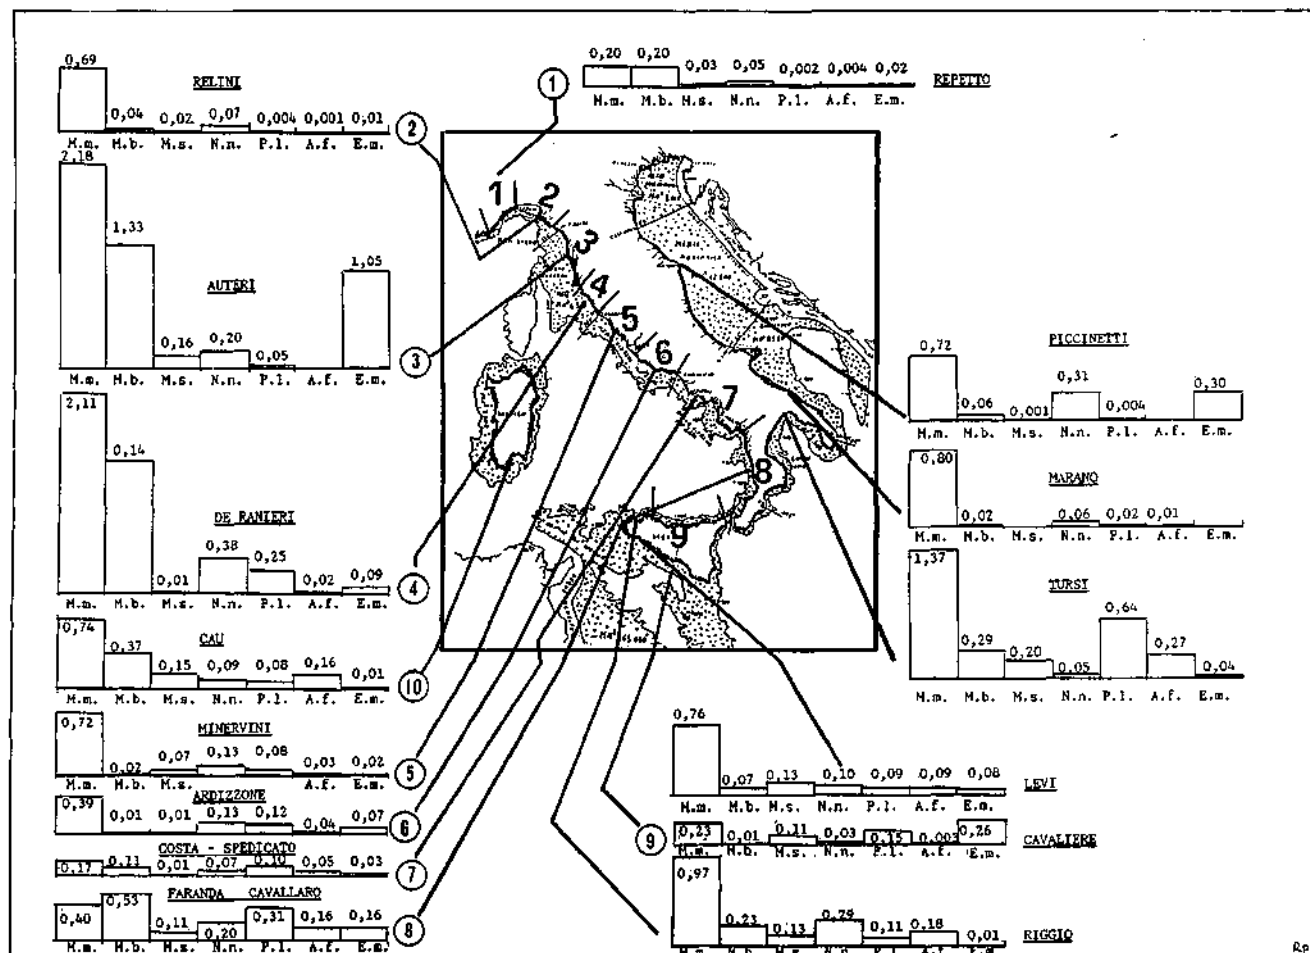 0,20 0,20 0,03 0,05 0,002 0,004 0,02
REPETTO
M.m. M.b. M.s. N.n. P.l. A.f. E.m.
1
0,69
RELINI
0,04 0,02 0,07 0,004 0,001 0,01
M.m. M.b. M.s. N.n. P.l. A.f. E.m.
2
2,18
1,33
1,05
AUTERI
0,16 0,20 0,05
M.m. M.b. M.s. N.n. P.l. A.f. E.m.
3
2,11
0,14
DE RANIERI
0,38
0,25
0,01 0,02 0,09
M.m. M.b. M.s. N.n. P.l. A.f. E.m.
4
0,74
CAU
0,37
0,15 0,09 0,08 0,16 0,01
M.m. M.b. M.s. N.n. P.l. A.f. E.m.
10
0,72
MINERVINI
0,02 0,07 0,13 0,08 0,03 0,02
M.m. M.b. M.s. N.n. P.l. A.f. E.m.
5
ARDIZZONE
0,39 0,01 0,01 0,13 0,12 0,04 0,07
6
COSTA - SPEDICATO
0,17 0,07 0,10 0,05 0,03
0,01
7
FARANDA CAVALLARO
0,40 0,53 0,11 0,20 0,31 0,16 0,16
M.m. M.b. M.s. N.n. P.l. A.f. E.m.
8
1 2
3
4
5
6
7
8
9
PICCINETTI
0,72
0,06 0,001 0,31 0,004 0,30
M.m. M.b. M.s. N.n. P.l. A.f. E.m.
MARANO
0,80
0,02 0,06 0,02 0,01
M.m. M.b. M.s. N.n. P.l. A.f. E.m.
TURSI
1,37
0,64
0,29 0,20 0,05 0,27 0,04
M.m. M.b. M.s. N.n. P.l. A.f. E.m.
0,76
0,07 0,13 0,10 0,09 0,09 0,08
LEVI
M.m. M.b. M.s. N.n. P.l. A.f. E.m.
9
0,23 0,01 0,11 0,03 0,15 0,003 0,26
CAVALIERE
M.m. M.b. M.s. N.n. P.l. A.f. E.m.
0,97
0,23 0,13 0,29 0,11 0,18 0,01
RIGGIO